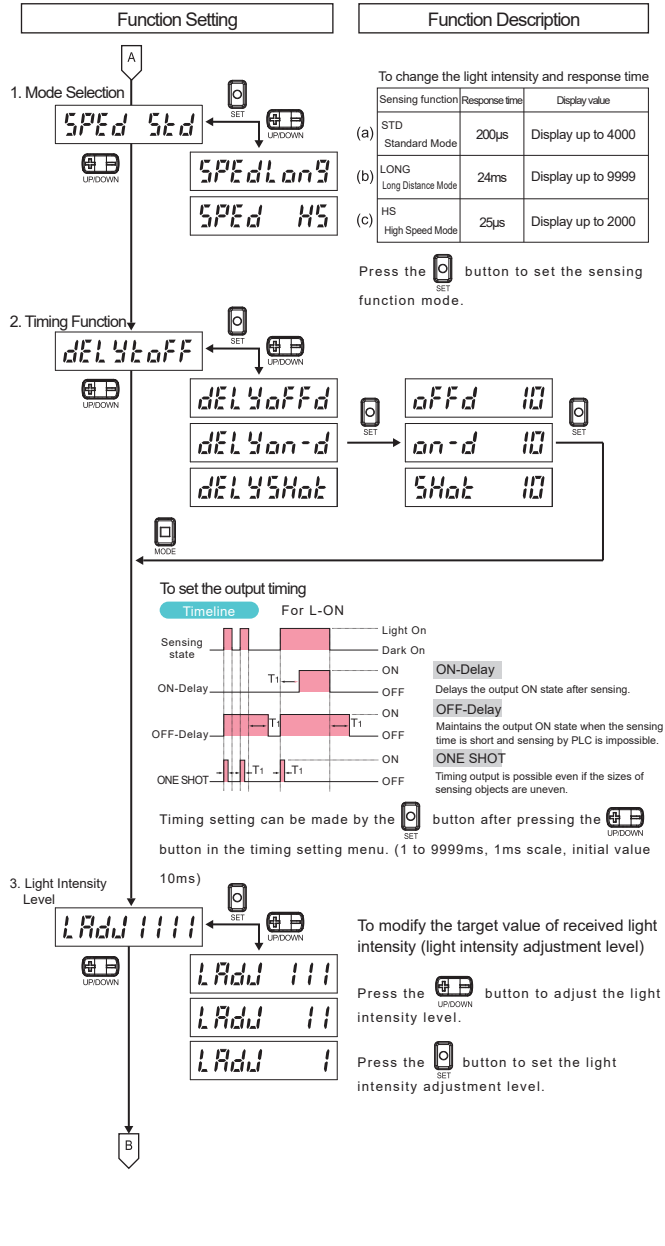 Function Setting
Function Description
A
1. Mode Selection
SPEd Std
SET
UP/DOWN
UP/DOWN
SPEdLong
SPEd HS
To change the light intensity and response time
Sensing function Response time Display value
(a) STD Standard Mode 200μs Display up to 4000
(b) LONG Long Distance Mode 24ms Display up to 9999
(c) HS High Speed Mode 25μs Display up to 2000
Press the SET button to set the sensing
function mode.
2. Timing Function
dELYtoFF
SET
UP/DOWN
UP/DOWN
dELYoFFd
dELYon-d
dELYSHot
SET
oFFd 10
on-d 10
SHot 10
SET
MODE
To set the output timing
Timeline
For L-ON
Sensing
state
Light On
Dark On
ON-Delay
T1
ON
OFF
OFF-Delay
T1
T1
ON
OFF
ONE SHOT
T1
T1
ON
OFF
ON-Delay
Delays the output ON state after sensing.
OFF-Delay
Maintains the output ON state when the sensing
time is short and sensing by PLC is impossible.
ONE SHOT
Timing output is possible even if the sizes of
sensing objects are uneven.
Timing setting can be made by the SET button after pressing the UP/DOWN
button in the timing setting menu. (1 to 9999ms, 1ms scale, initial value
10ms)
3. Light Intensity
Level
LAdJ 1111
SET
UP/DOWN
UP/DOWN
LAdJ 111
LAdJ 11
LAdJ 1
To modify the target value of received light
intensity (light intensity adjustment level)
Press the UP/DOWN button to adjust the light
intensity level.
Press the SET button to set the light
intensity adjustment level.
B